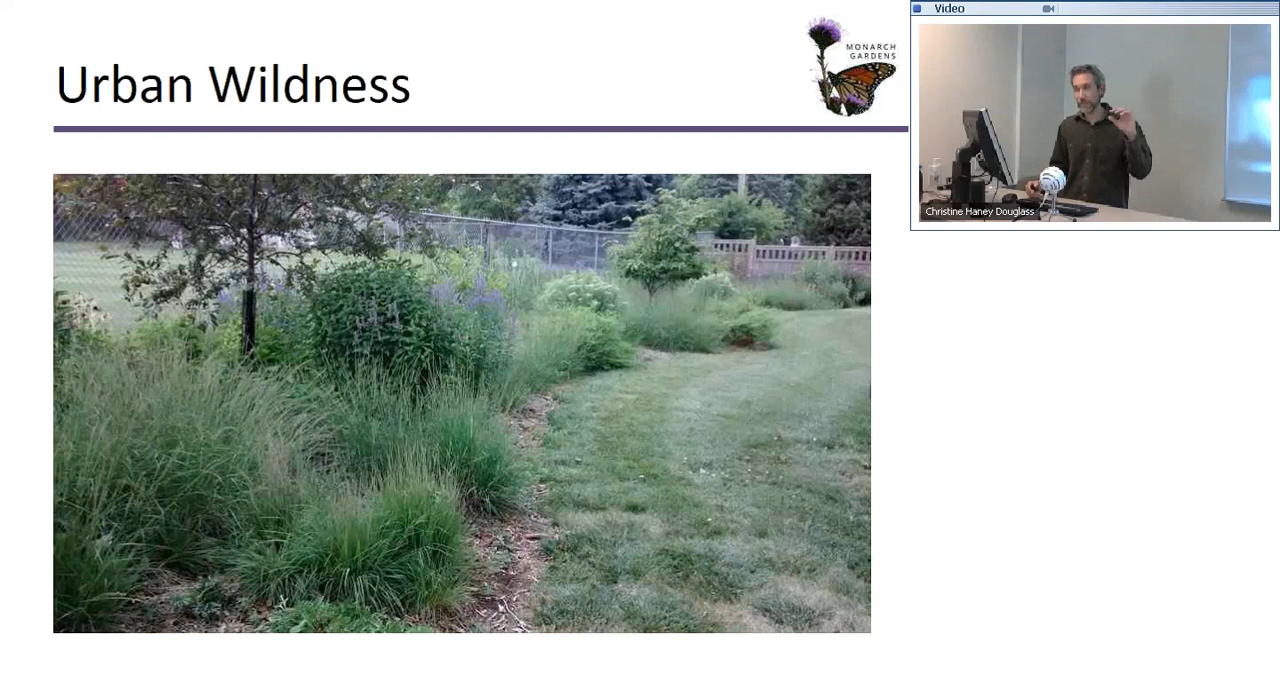 Urban Wildness
MONARCH
GARDENS
Video
Christine Haney Douglass